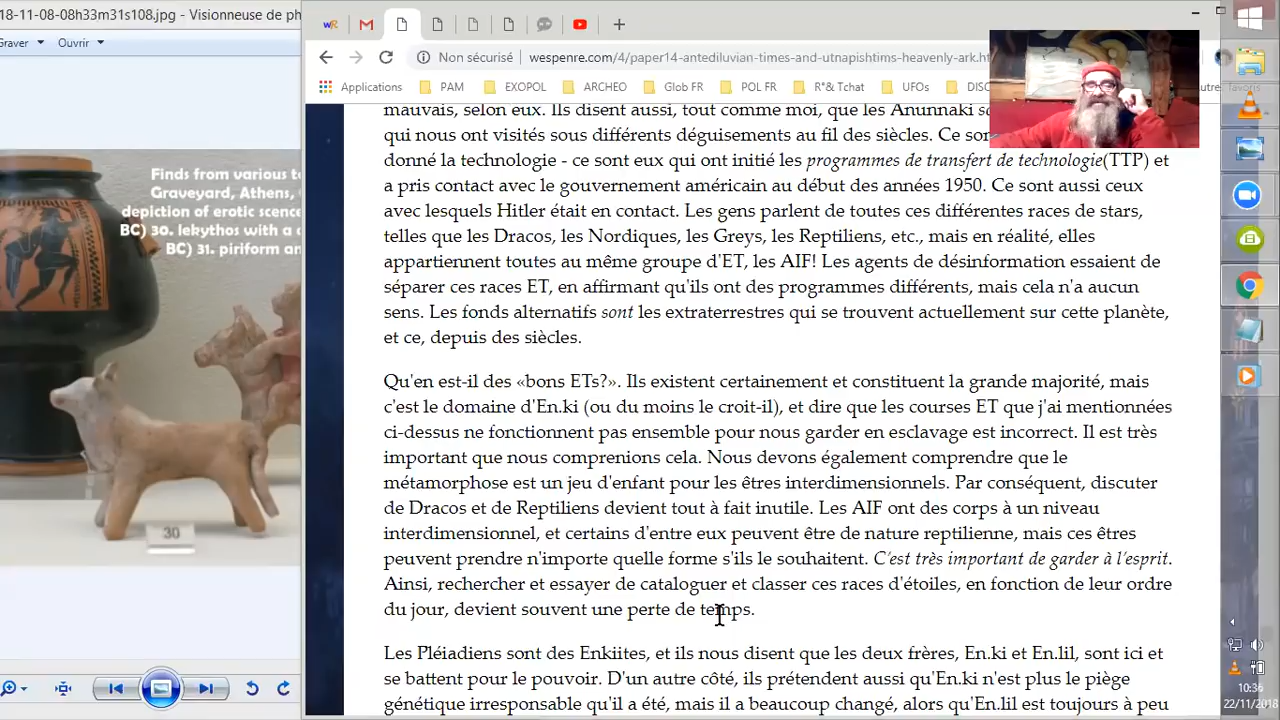 18-11-08-08h33m31s108.jpg - Visionneuse de ph
Graver
Ouvrir
Finds from various to
Graveyard, Athens,
depiction of erotic scence
BC) 30. lekythos with a
BC) 31. piriform an
30
wR
Non sécurisé
wespenre.com/4/paper14-antediluvian-times-and-utnapishtims-heavenly-ark.ht
Applications
PAM
EXOPOL
ARCHEO
Glob FR
POL FR
R°& Tchat
UFOs
autres favoris
mauvais, selon eux. Ils disent aussi, tout comme moi, que les Anunnaki
qui nous ont visités sous différents déguisements au fil des siècles. Ce
donné la technologie - ce sont eux qui ont initié les programmes de transfert de technologie(TTP) et
a pris contact avec le gouvernement américain au début des années 1950. Ce sont aussi ceux
avec lesquels Hitler était en contact. Les gens parlent de toutes ces différentes races de stars,
telles que les Dracos, les Nordiques, les Greys, les Reptiliens, etc., mais en réalité, elles
appartiennent toutes au même groupe d'ET, les AIF! Les agents de désinformation essaient de
séparer ces races ET, en affirmant qu'ils ont des programmes différents, mais cela n'a aucun
sens. Les fonds alternatifs sont les extraterrestres qui se trouvent actuellement sur cette planète,
et ce, depuis des siècles.
Qu'en est-il des «bons ETs?». Ils existent certainement et constituent la grande majorité, mais
c'est le domaine d'En.ki (ou du moins le croit-il), et dire que les courses ET que j'ai mentionnées
ci-dessus ne fonctionnent pas ensemble pour nous garder en esclavage est incorrect. Il est très
important que nous comprenions cela. Nous devons également comprendre que le
métamorphose est un jeu d'enfant pour les êtres interdimensionnels. Par conséquent, discuter
de Dracos et de Reptiliens devient tout à fait inutile. Les AIF ont des corps à un niveau
interdimensionnel, et certains d'entre eux peuvent être de nature reptilienne, mais ces êtres
peuvent prendre n'importe quelle forme s'ils le souhaitent. C'est très important de garder à l'esprit.
Ainsi, rechercher et essayer de cataloguer et classer ces races d'étoiles, en fonction de leur ordre
du jour, devient souvent une perte de temps.
Les Pléiadiens sont des Enkiites, et ils nous disent que les deux frères, En.ki et En.lil, sont ici et
se battent pour le pouvoir. D'un autre côté, ils prétendent aussi qu'En.ki n'est plus le piège
génétique irresponsable qu'il a été, mais il a beaucoup changé, alors qu'En.lil est toujours à peu
10:36
22/11/2018